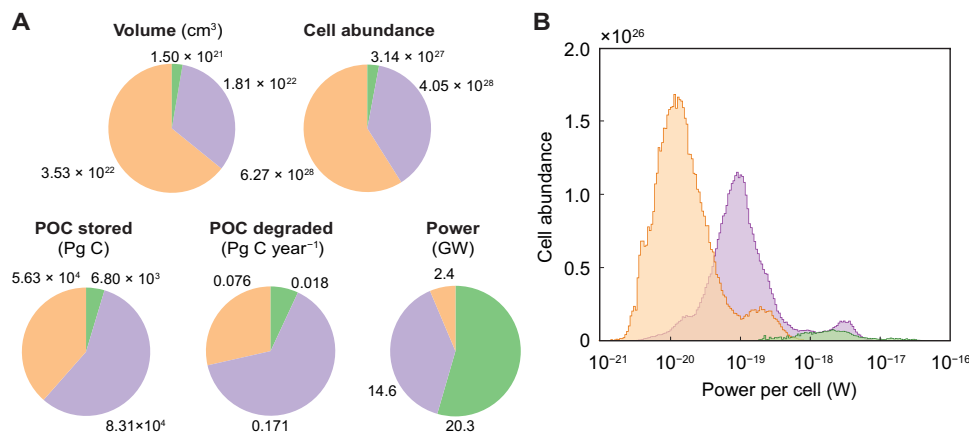 A
Volume (cm³)
1.50 × 10²¹
1.81 × 10²²
3.53 × 10²²
Cell abundance
3.14 × 10²⁷
4.05 × 10²⁸
6.27 × 10²⁸
POC stored
(Pg C)
5.63 × 10⁴
6.80 × 10³
8.31×10⁴
POC degraded
(Pg C year⁻¹)
0.076
0.018
0.171
Power
(GW)
2.4
14.6
20.3
B
×10²⁶
2.0
1.5
1.0
0.5
0
Cell abundance
10⁻²¹
10⁻²⁰
10⁻¹⁹
10⁻¹⁸
10⁻¹⁷
10⁻¹⁶
Power per cell (W)